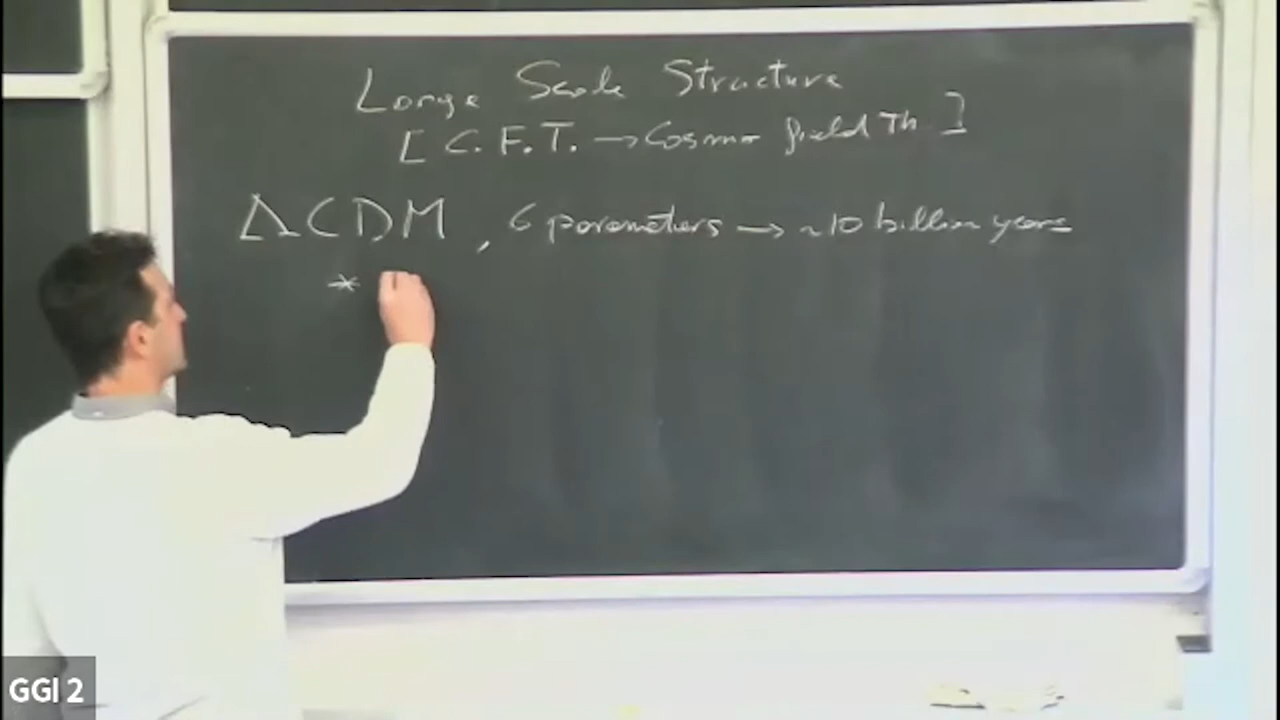 Large Scale Structure
[ C.F.T. → Cosmo field Th ]
ΛCDM, 6 parameters → ~10 billion years
*
GGI 2